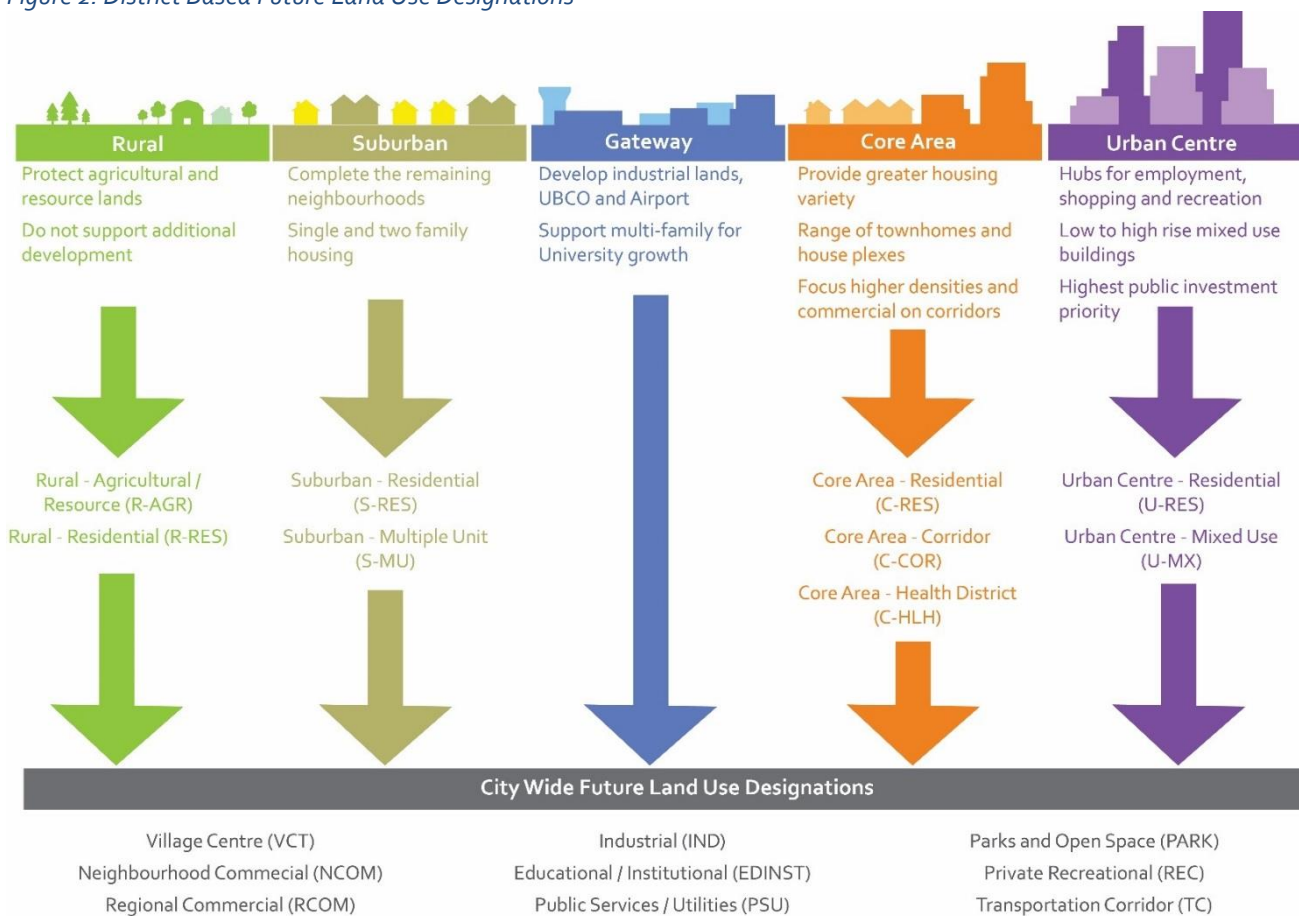 Figure 2: District Based Future Land Use Designations
Rural
Protect agricultural and
resource lands
Do not support additional
development
Rural - Agricultural /
Resource (R-AGR)
Rural - Residential (R-RES)
Suburban
Complete the remaining
neighbourhoods
Single and two family
housing
Suburban - Residential
(S-RES)
Suburban - Multiple Unit
(S-MU)
Gateway
Develop industrial lands,
UBCO and Airport
Support multi-family for
University growth
Core Area
Provide greater housing
variety
Range of townhomes and
house plexes
Focus higher densities and
commercial on corridors
Core Area - Residential
(C-RES)
Core Area - Corridor
(C-COR)
Core Area - Health District
(C-HLH)
Urban Centre
Hubs for employment,
shopping and recreation
Low to high rise mixed use
buildings
Highest public investment
priority
Urban Centre - Residential
(U-RES)
Urban Centre - Mixed Use
(U-MX)
City Wide Future Land Use Designations
Village Centre (VCT)
Neighbourhood Commecial (NCOM)
Regional Commercial (RCOM)
Industrial (IND)
Educational / Institutional (EDINST)
Public Services / Utilities (PSU)
Parks and Open Space (PARK)
Private Recreational (REC)
Transportation Corridor (TC)